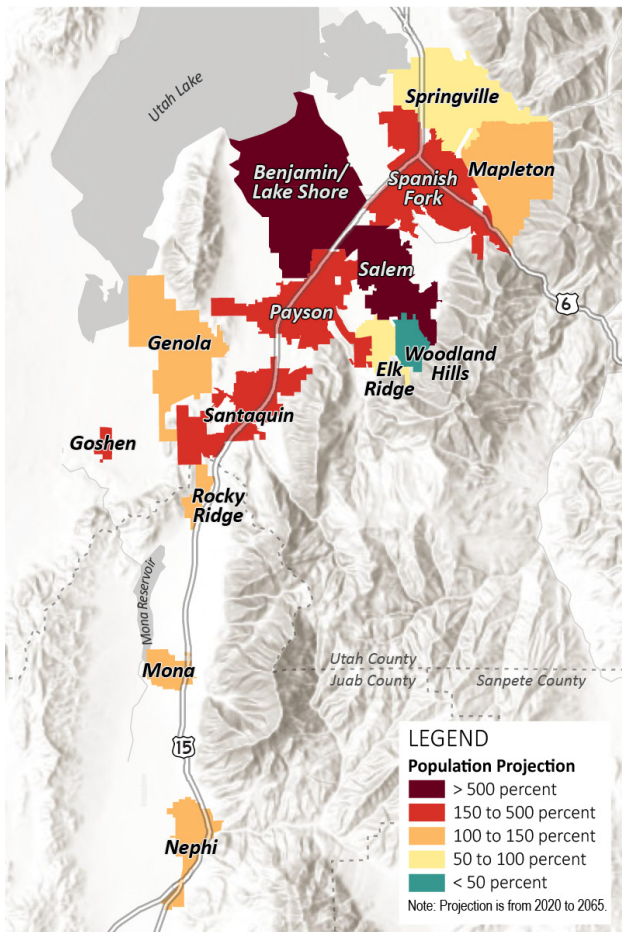 Utah Lake
Springville
Benjamin/
Lake Shore
Mapleton
Spanish
Fork
Salem
6
Payson
Genola
Woodland
Hills
Elk
Ridge
Santaquin
Goshen
Rocky
Ridge
Mona Reservoir
Utah County
Juab County
Sanpete County
Mona
15
Nephi
LEGEND
Population Projection
> 500 percent
150 to 500 percent
100 to 150 percent
50 to 100 percent
< 50 percent
Note: Projection is from 2020 to 2065.